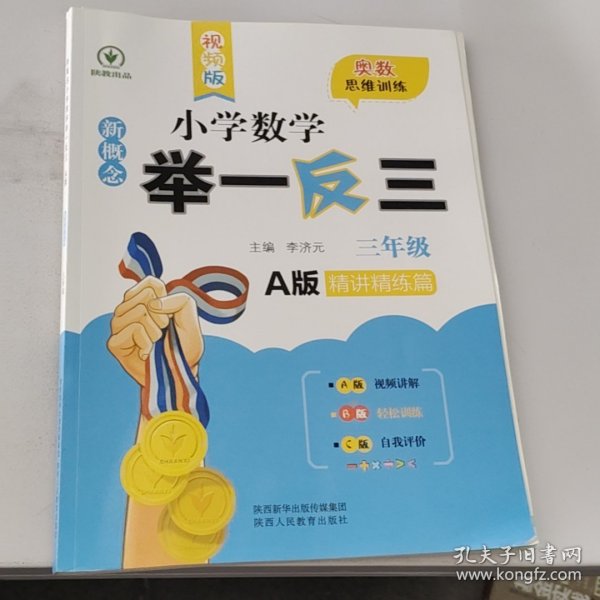 视频版
陕教出品
奥数
思维训练
新概念
小学数学
举一反三
主编 李济元 三年级
A版 精讲精练篇
A版 视频讲解
B版 轻松训练
C版 自我评价
陕西新华出版传媒集团
陕西人民教育出版社
孔夫子旧书网
www.kongfz.com